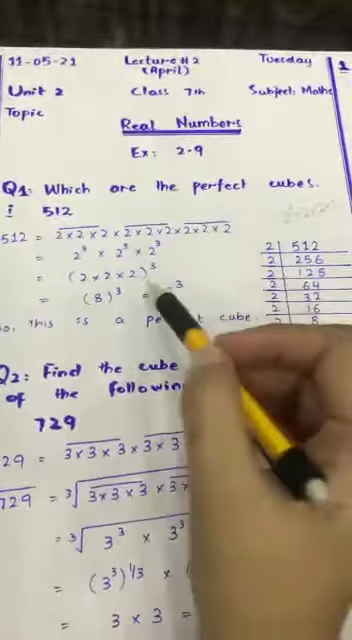 11-05-21 Lecture # 2 Tuesday 1
(April)
Unit 2 Class 7th Subject: Maths
Topic
Real Numbers
Ex: 2.9
Q1: Which are the perfect cubes.
i 512
512 = 2×2×2×2×2×2×2×2×2
= 2³ × 2³ × 2³
= (2×2×2)³
= (8)³ = ³
So, this is a pe cube.
2 | 512
2 | 256
2 | 128
2 | 64
2 | 32
2 | 16
2 | 8
Q2: Find the cube
of the followin
729
729 = 3×3×3×3×3
729 = ³√3×3×3×3×
= ³√3³ × 3³
= (3³)^1/3 × (
= 3 × 3 =